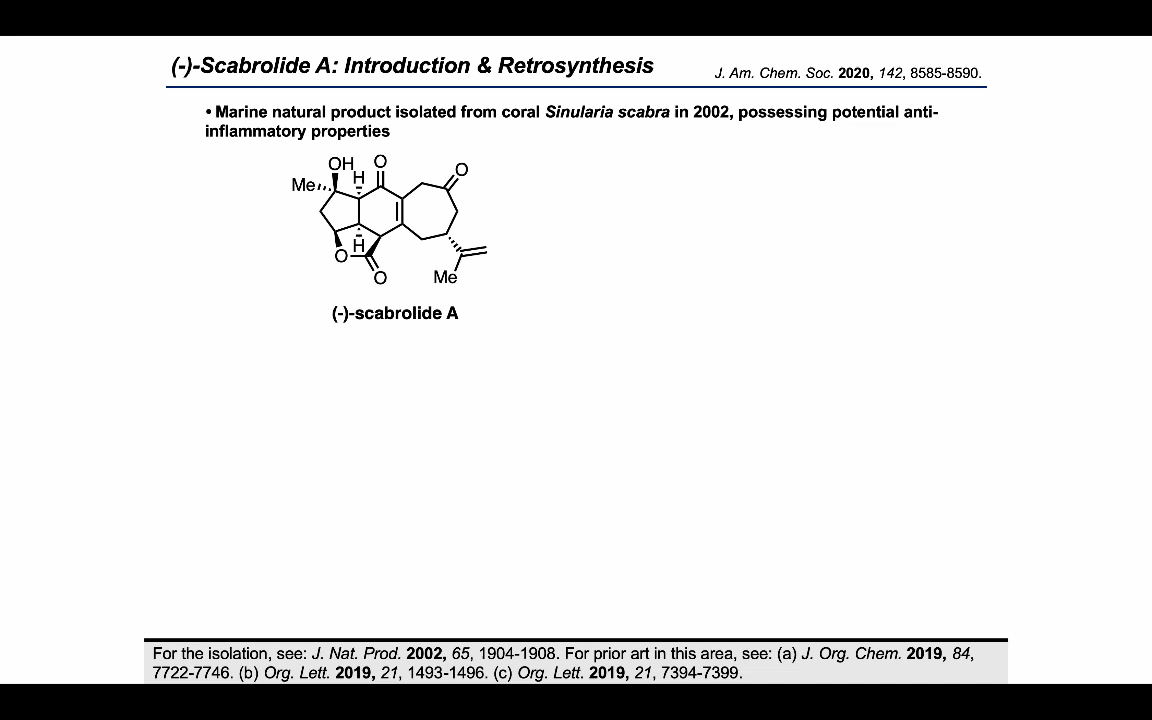 (-)-Scabrolide A: Introduction & Retrosynthesis
J. Am. Chem. Soc. 2020, 142, 8585-8590.
• Marine natural product isolated from coral Sinularia scabra in 2002, possessing potential anti-
inflammatory properties
OH
O
O
H
Me
H
O
O
Me
(-)-scabrolide A
For the isolation, see: J. Nat. Prod. 2002, 65, 1904-1908. For prior art in this area, see: (a) J. Org. Chem. 2019, 84,
7722-7746. (b) Org. Lett. 2019, 21, 1493-1496. (c) Org. Lett. 2019, 21, 7394-7399.